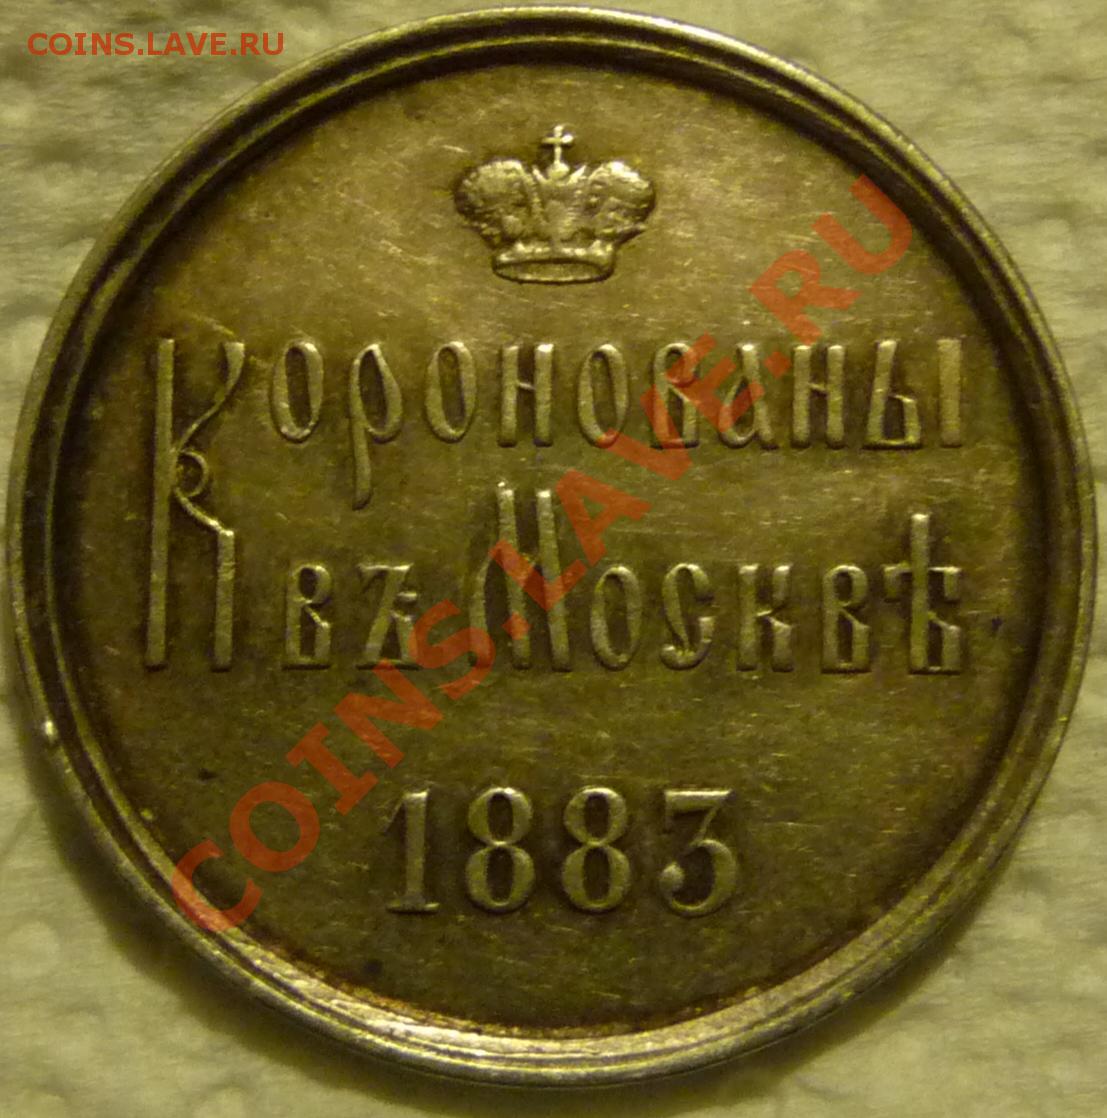 COINS.LAVE.RU
Коронованы
въ Москвѣ
1883
COINS.LAVE.RU